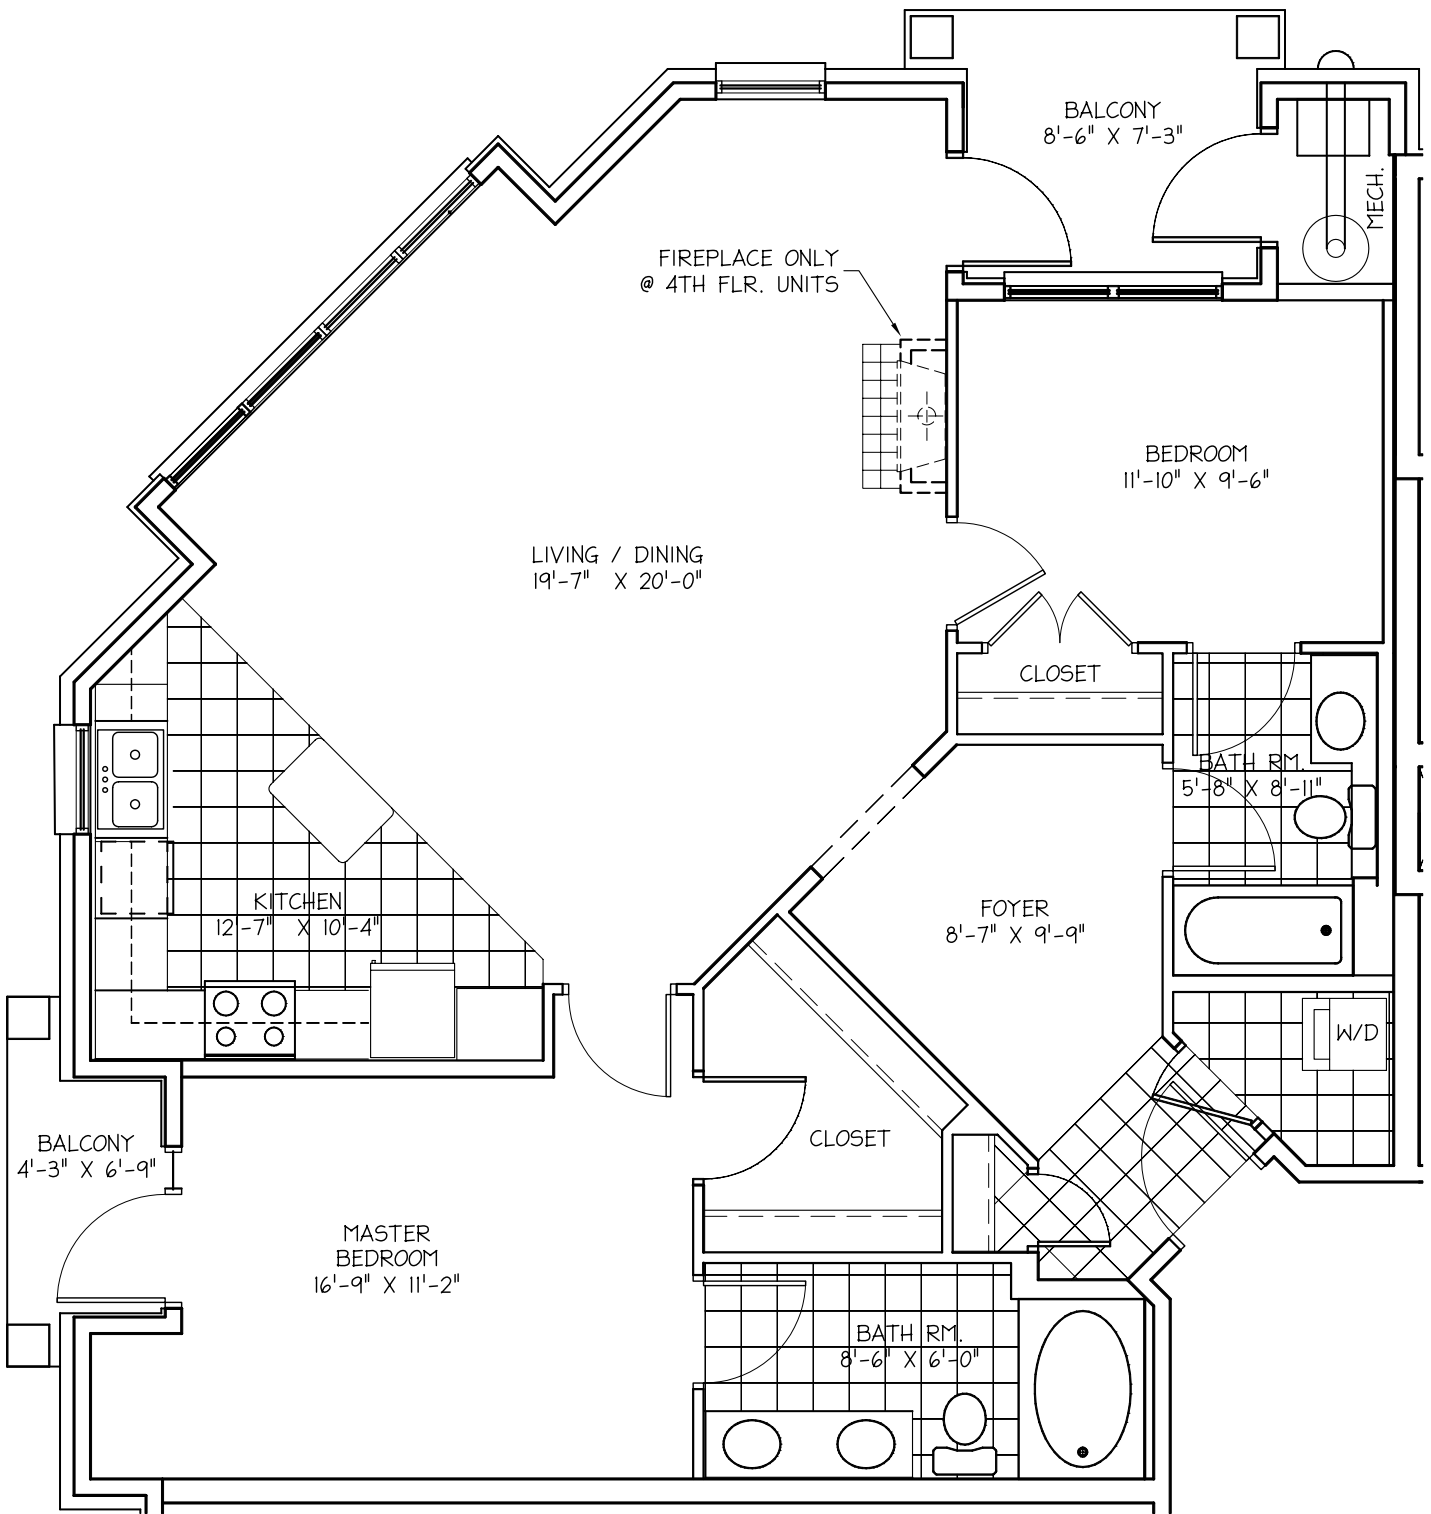 BALCONY
8'-6" X 7'-3"
MECH.
FIREPLACE ONLY
@ 4TH FLR. UNITS
BEDROOM
11'-10" X 9'-6"
LIVING / DINING
19'-7" X 20'-0"
CLOSET
BATH RM.
5'-8" X 8'-11"
KITCHEN
12'-7" X 10'-4"
FOYER
8'-7" X 9'-9"
W/D
BALCONY
4'-3" X 6'-9"
CLOSET
MASTER
BEDROOM
16'-9" X 11'-2"
BATH RM.
8'-6" X 6'-0"